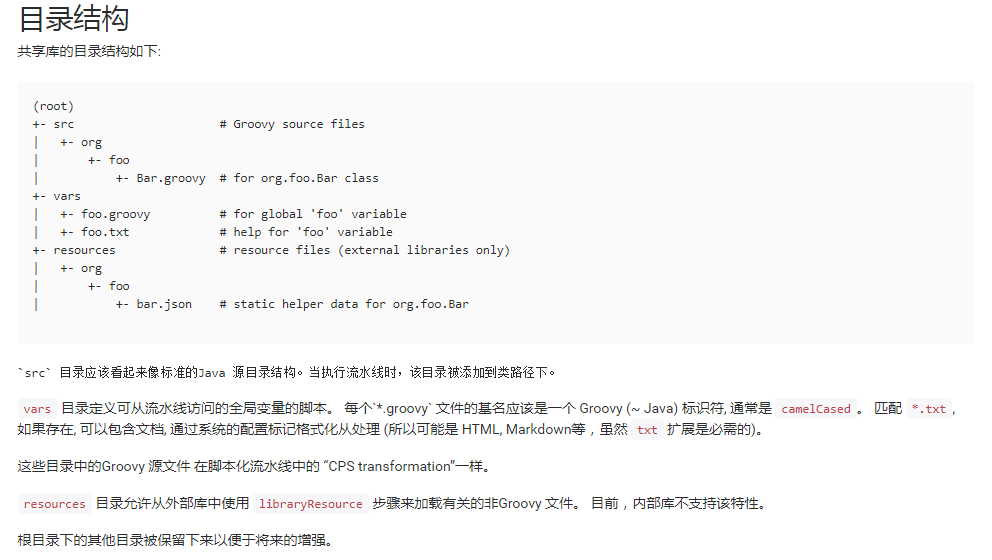 目录结构
共享库的目录结构如下:
(root)
+- src                     # Groovy source files
|   +- org
|       +- foo
|           +- Bar.groovy  # for org.foo.Bar class
+- vars
|   +- foo.groovy          # for global 'foo' variable
|   +- foo.txt             # help for 'foo' variable
+- resources               # resource files (external libraries only)
|   +- org
|       +- foo
|           +- bar.json    # static helper data for org.foo.Bar
`src` 目录应该看起来像标准的Java 源目录结构。当执行流水线时，该目录被添加到类路径下。
vars 目录定义可从流水线访问的全局变量的脚本。 每个`*.groovy` 文件的基名应该是一个 Groovy (~ Java) 标识符, 通常是 camelCased 。 匹配 *.txt ,
如果存在, 可以包含文档, 通过系统的配置标记格式化从处理 (所以可能是 HTML, Markdown等，虽然 txt 扩展是必需的)。
这些目录中的Groovy 源文件 在脚本化流水线中的 “CPS transformation”一样。
resources 目录允许从外部库中使用 libraryResource 步骤来加载有关的非Groovy 文件。 目前，内部库不支持该特性。
根目录下的其他目录被保留下来以便于将来的增强。